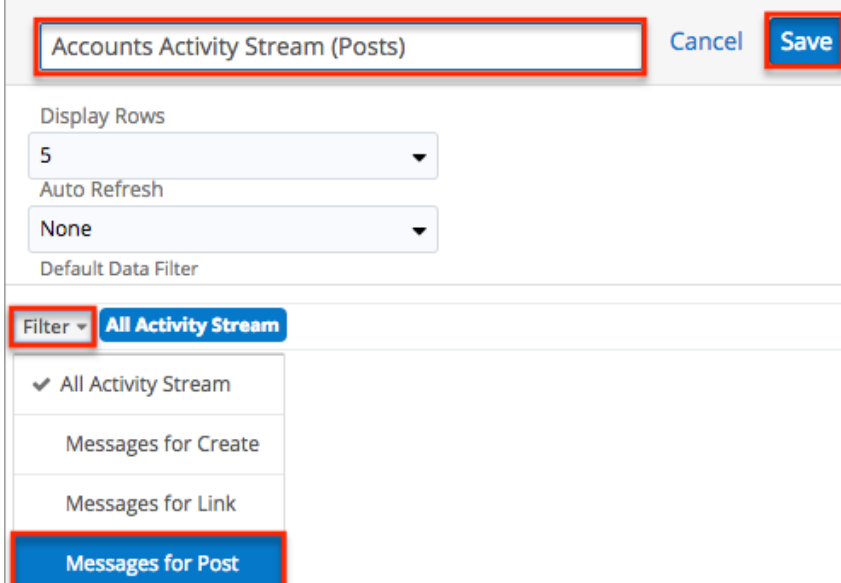 Accounts Activity Stream (Posts) Cancel Save
Display Rows
5
Auto Refresh
None
Default Data Filter
Filter All Activity Stream
All Activity Stream
Messages for Create
Messages for Link
Messages for Post